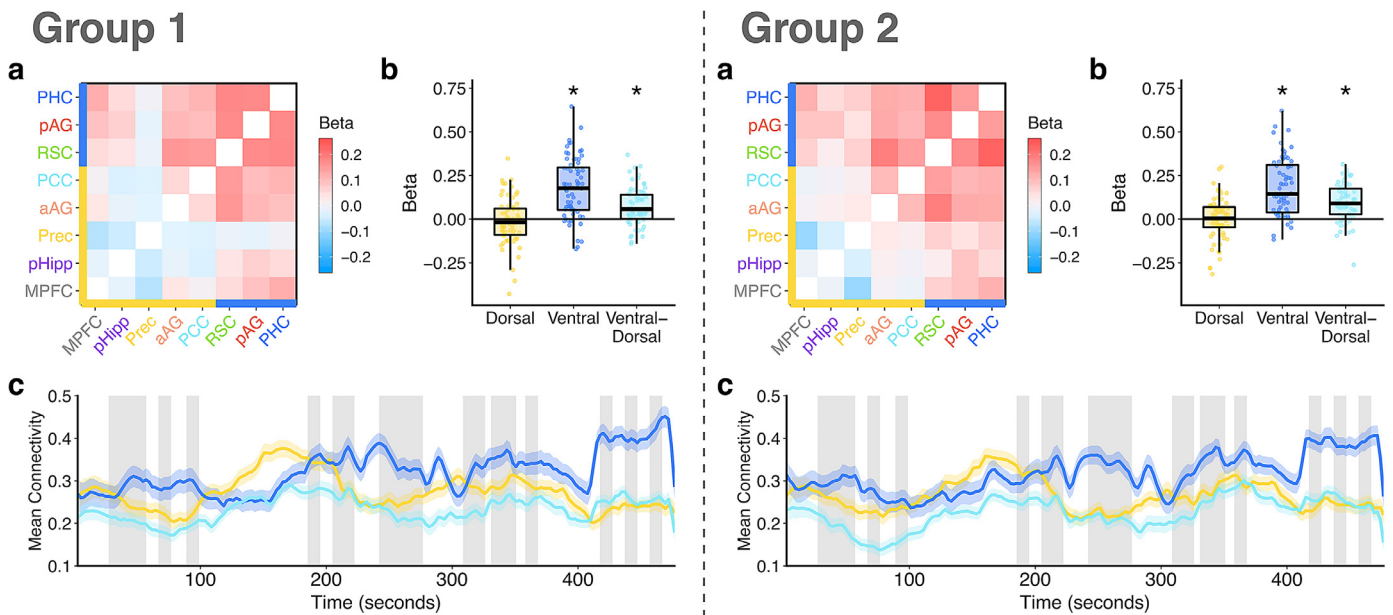 Group 1
a
PHC
pAG
RSC
PCC
aAG
Prec
pHipp
MPFC
MPFC
pHipp
Prec
aAG
PCC
RSC
pAG
PHC
Beta
0.2
0.1
0.0
−0.1
−0.2
b
Beta
0.75
0.50
0.25
0.00
−0.25
*
*
Dorsal
Ventral
Ventral−
Dorsal
c
Mean Connectivity
0.5
0.4
0.3
0.2
0.1
100
200
300
400
Time (seconds)
Group 2
a
PHC
pAG
RSC
PCC
aAG
Prec
pHipp
MPFC
MPFC
pHipp
Prec
aAG
PCC
RSC
pAG
PHC
Beta
0.2
0.1
0.0
−0.1
−0.2
b
Beta
0.75
0.50
0.25
0.00
−0.25
*
*
Dorsal
Ventral
Ventral−
Dorsal
c
Mean Connectivity
0.5
0.4
0.3
0.2
0.1
100
200
300
400
Time (seconds)